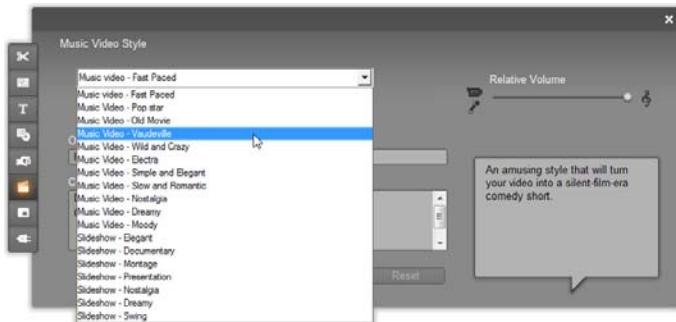 Music Video Style
Music video - Fast Paced
Relative Volume
Music video - Fast Paced
Music Video - Pop star
Music Video - Old Movie
Music Video - Vaudeville
Music Video - Wild and Crazy
Music Video - Electra
Music Video - Simple and Elegant
Music Video - Slow and Romantic
Music Video - Nostalgia
Music Video - Dreamy
Music Video - Moody
Slideshow - Elegant
Slideshow - Documentary
Slideshow - Montage
Slideshow - Presentation
Slideshow - Nostalgia
Slideshow - Dreamy
Slideshow - Swing
An amusing style that will turn
your video into a silent-film-era
comedy short.
Reset